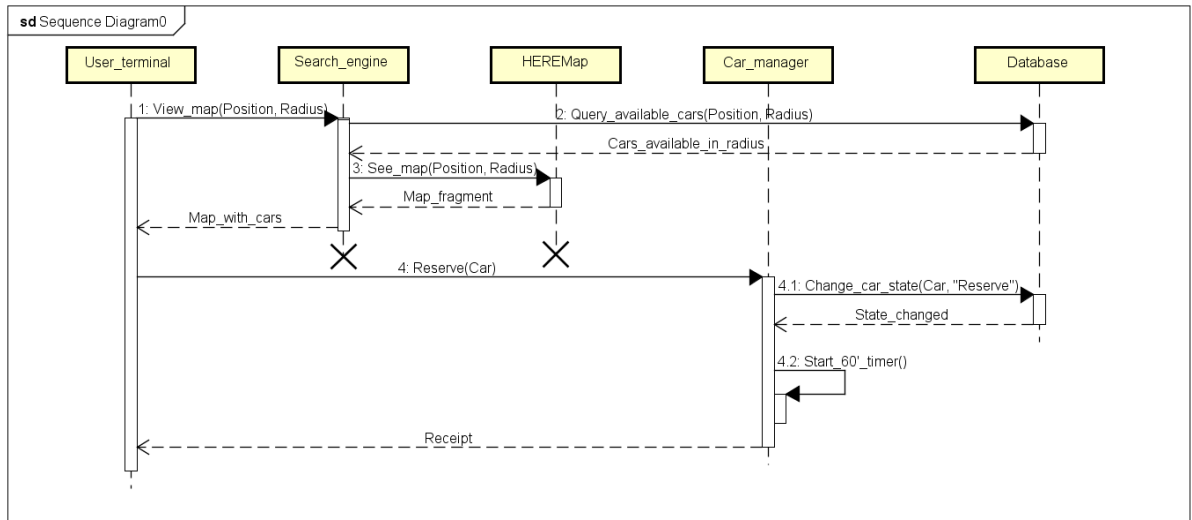 sd Sequence Diagram0
User_terminal
Search_engine
HEREMap
Car_manager
Database
1: View_map(Position, Radius)
2: Query_available_cars(Position, Radius)
Cars_available_in_radius
3: See_map(Position, Radius)
Map_fragment
Map_with_cars
4: Reserve(Car)
4.1: Change_car_state(Car, "Reserve")
State_changed
4.2: Start_60'_timer()
Receipt